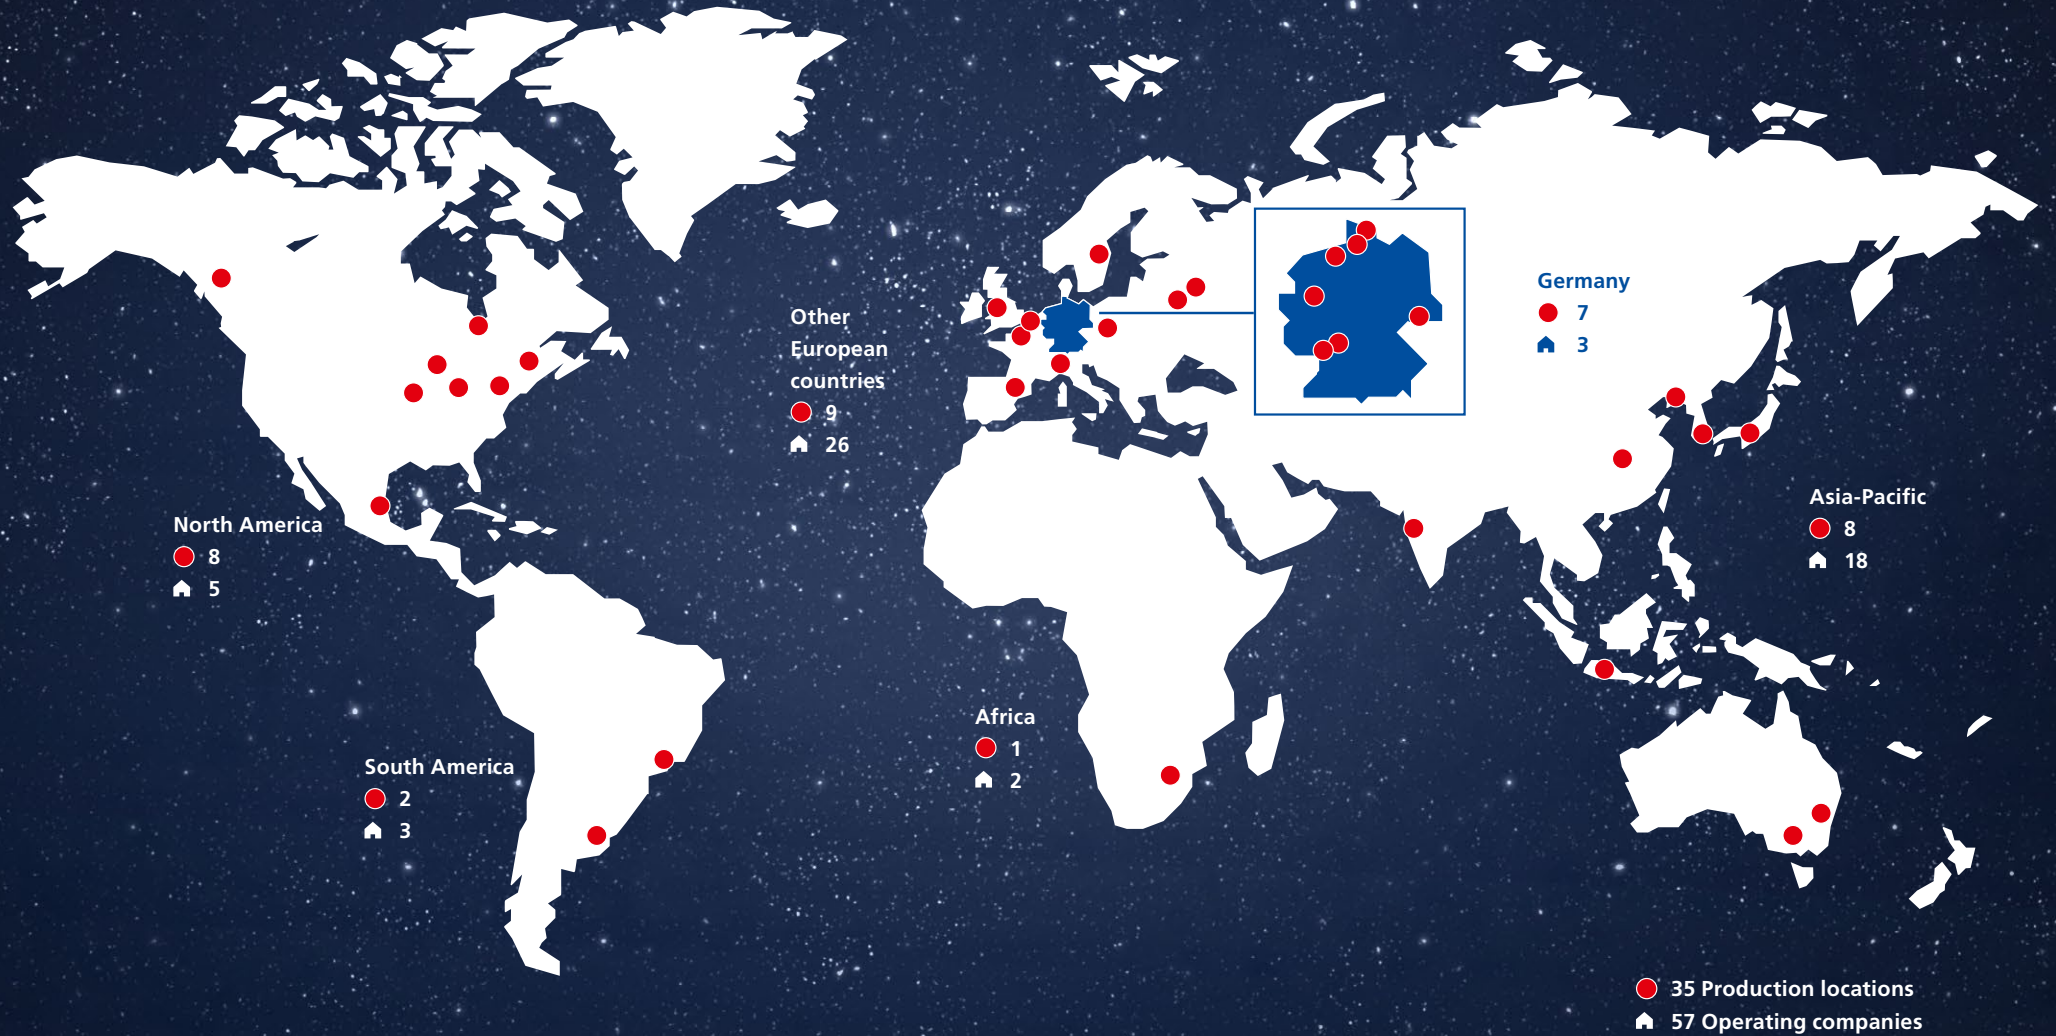 Other
European
countries
9
26
Germany
7
3
North America
8
5
Asia-Pacific
8
18
South America
2
3
Africa
1
2
35 Production locations
57 Operating companies